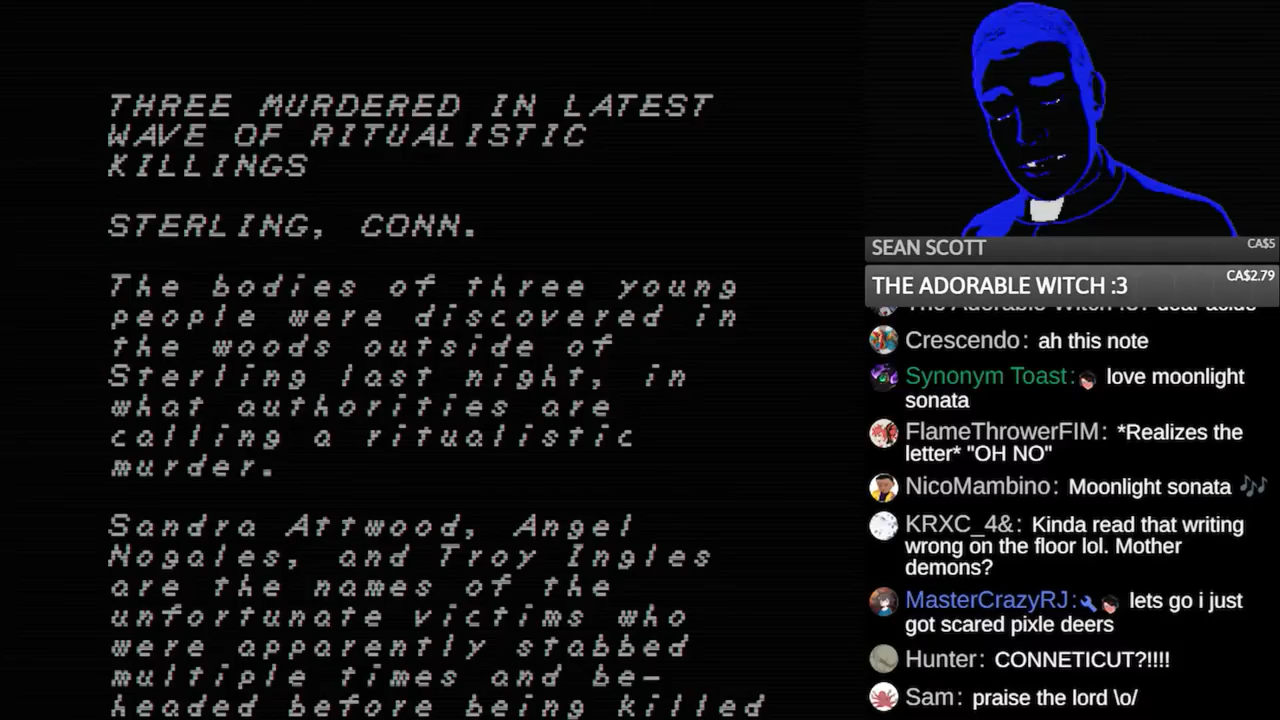 THREE MURDERED IN LATEST
WAVE OF RITUALISTIC
KILLINGS
STERLING, CONN.
The bodies of three young
people were discovered in
the woods outside of
Sterling last night, in
what authorities are
calling a ritualistic
murder.
Sandra Attwood, Angel
Nogales, and Troy Ingles
are the names of the
unfortunate victims who
were apparently stabbed
multiple times and be-
headed before being killed
SEAN SCOTT CA$5
THE ADORABLE WITCH :3 CA$2.79
Crescendo: ah this note
Synonym Toast: love moonlight
sonata
FlameThrowerFIM: *Realizes the
letter* "OH NO"
NicoMambino: Moonlight sonata 🎶
KRXC_4&: Kinda read that writing
wrong on the floor lol. Mother
demons?
MasterCrazyRJ: lets go i just
got scared pixle deers
Hunter: CONNETICUT?!!!!
Sam: praise the lord \o/